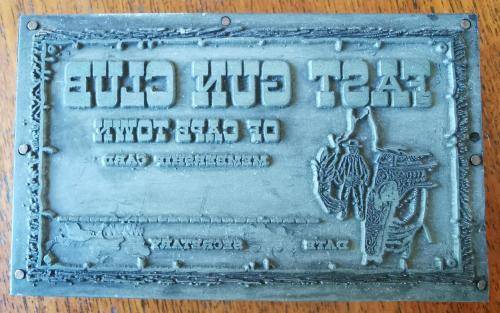 FAST GUN CLUB
OF CAPE TOWN
MEMBERSHIP CARD
DATE SECRETARY